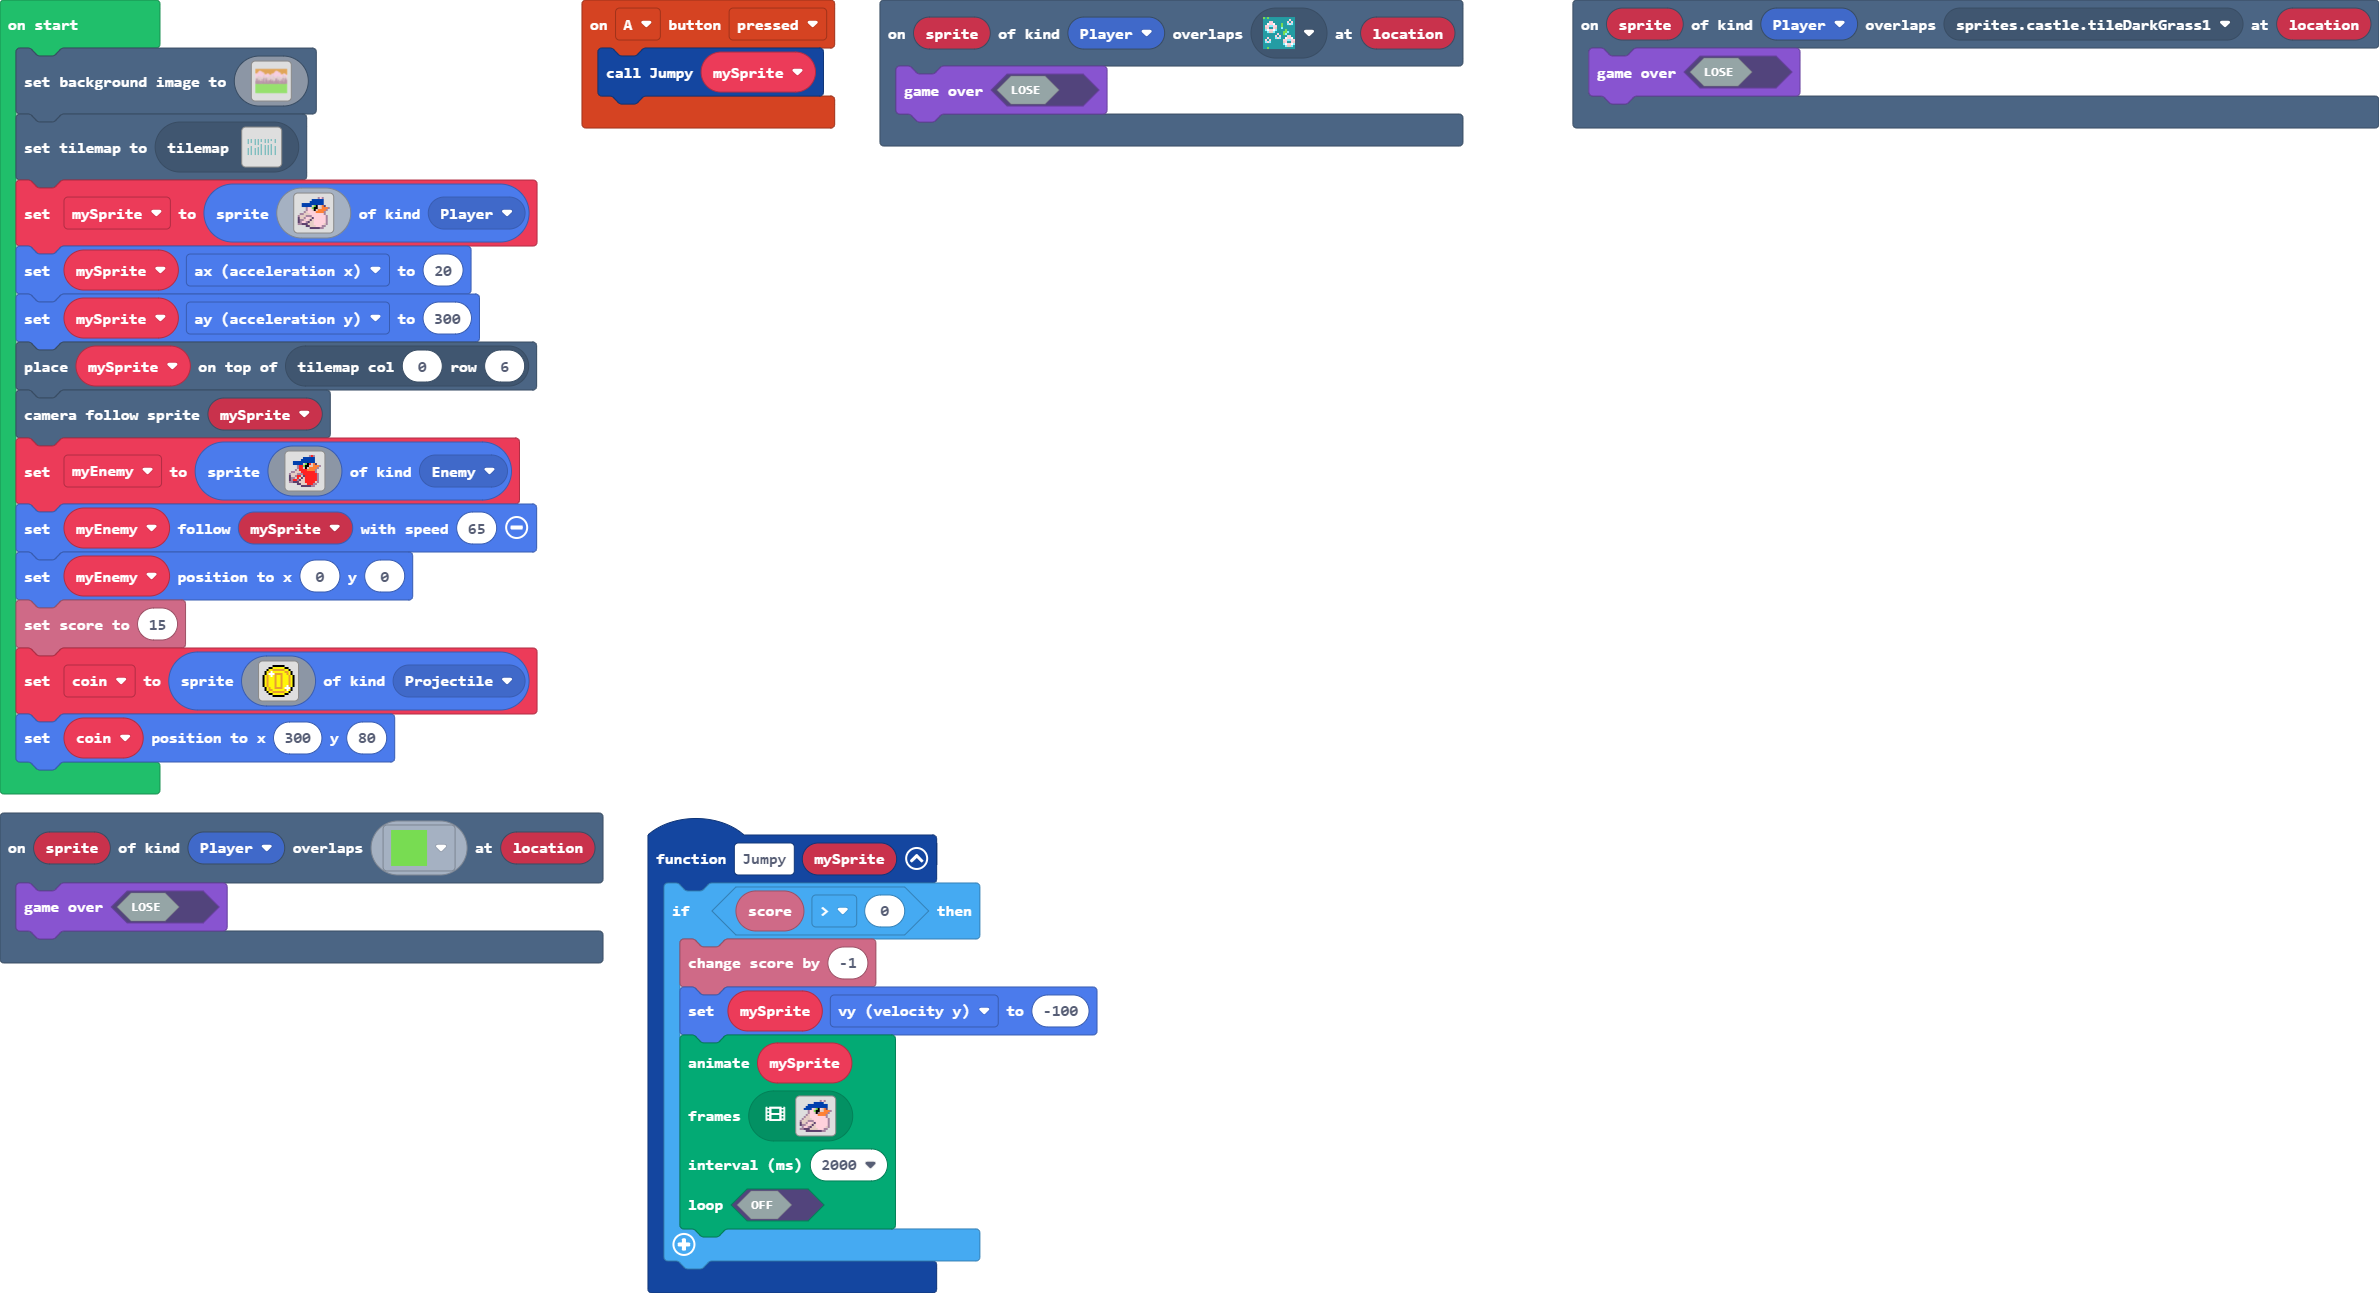 on start
set background image to
set tilemap to tilemap
set mySprite to sprite of kind Player
set mySprite ax (acceleration x) to 20
set mySprite ay (acceleration y) to 300
place mySprite on top of tilemap col 0 row 6
camera follow sprite mySprite
set myEnemy to sprite of kind Enemy
set myEnemy follow mySprite with speed 65
set myEnemy position to x 0 y 0
set score to 15
set coin to sprite of kind Projectile
set coin position to x 300 y 80
on A button pressed
call Jumpy mySprite
on sprite of kind Player overlaps at location
game over LOSE
on sprite of kind Player overlaps sprites.castle.tileDarkGrass1 at location
game over LOSE
on sprite of kind Player overlaps at location
game over LOSE
function Jumpy mySprite
if score > 0 then
change score by -1
set mySprite vy (velocity y) to -100
animate mySprite
frames
interval (ms) 2000
loop OFF